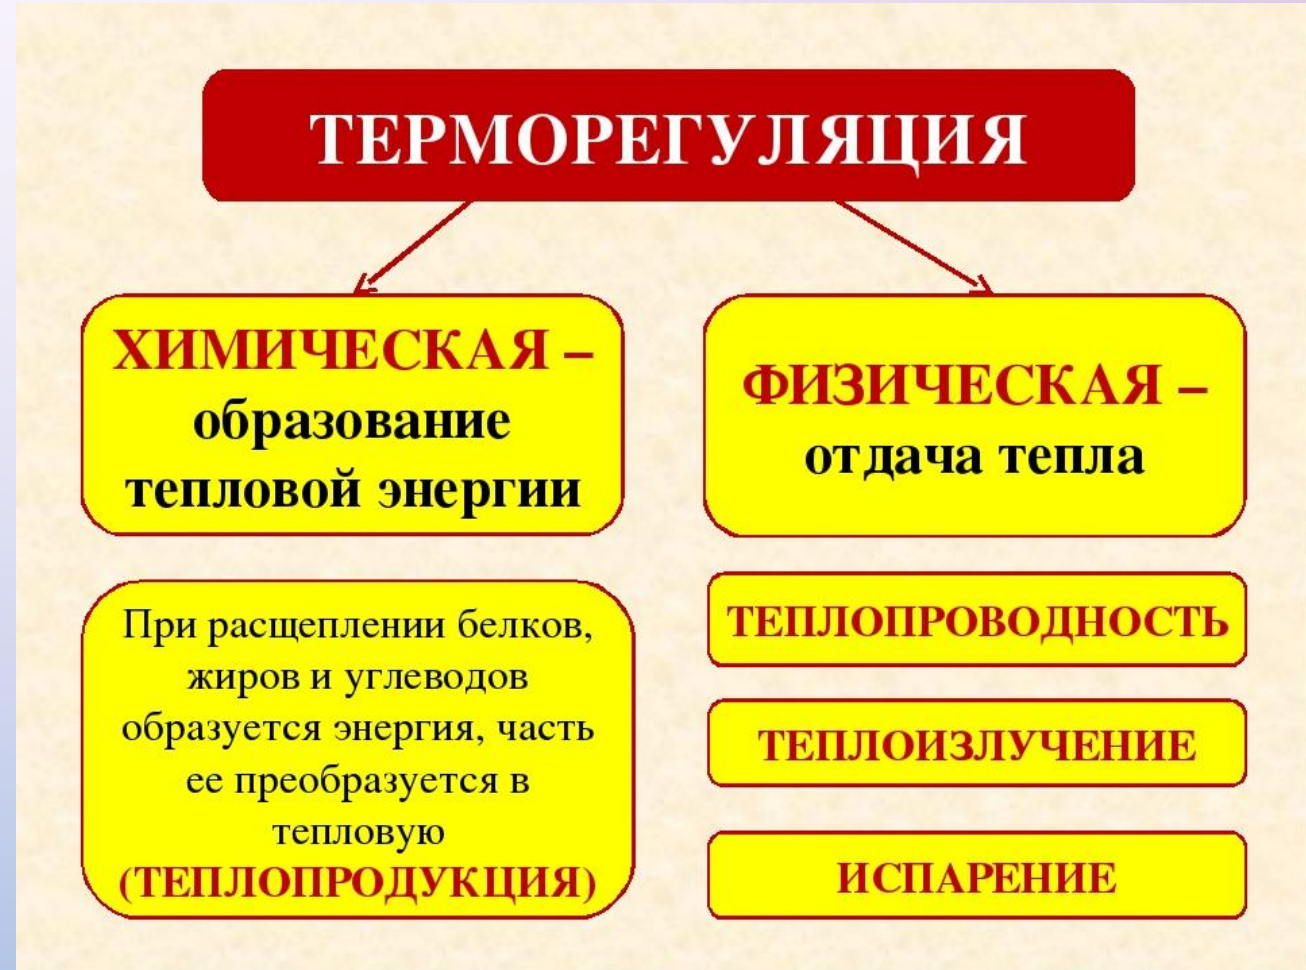 ТЕРМОРЕГУЛЯЦИЯ
ХИМИЧЕСКАЯ –
образование
тепловой энергии
При расщеплении белков,
жиров и углеводов
образуется энергия, часть
ее преобразуется в
тепловую
(ТЕПЛОПРОДУКЦИЯ)
ФИЗИЧЕСКАЯ –
отдача тепла
ТЕПЛОПРОВОДНОСТЬ
ТЕПЛОИЗЛУЧЕНИЕ
ИСПАРЕНИЕ